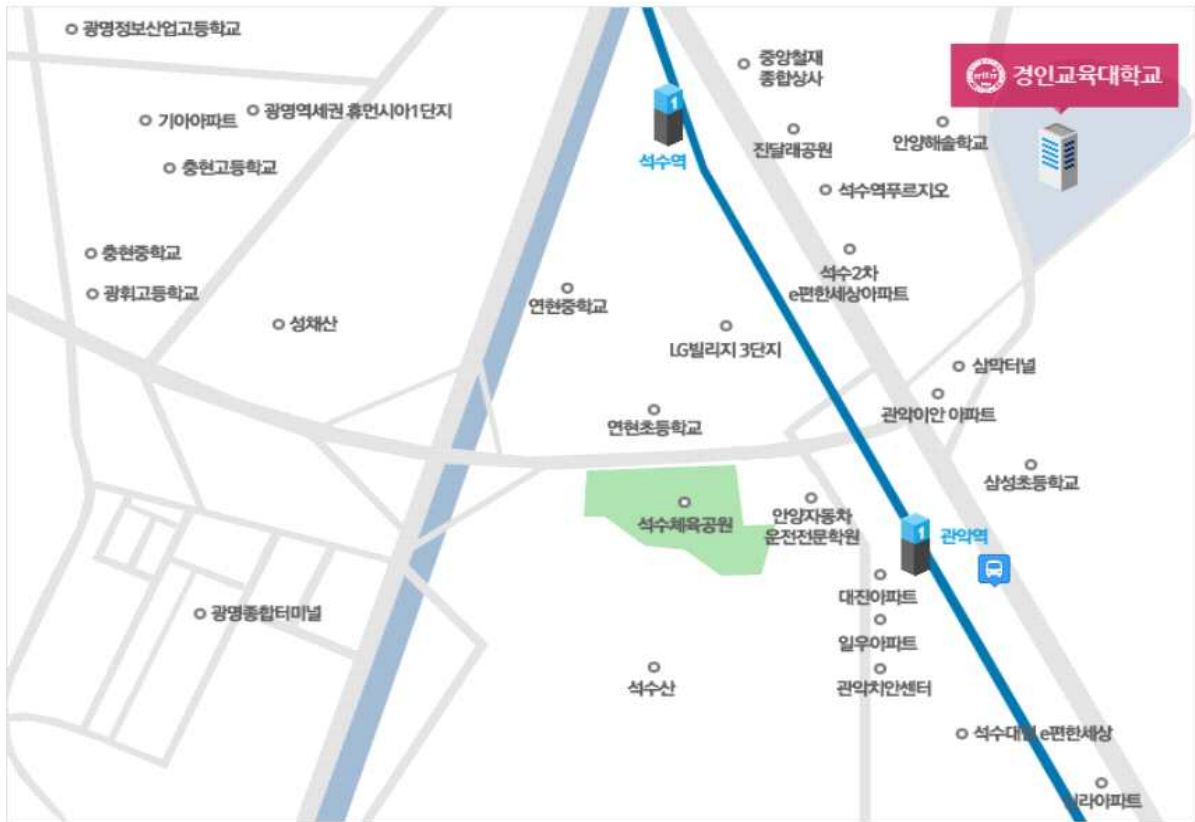 광명정보산업고등학교
중앙철재
종합상사
경인교육대학교
1
기아아파트
광명역세권 휴먼시아1단지
안양해솔학교
진달래공원
석수역
충현고등학교
석수역푸르지오
충현중학교
석수2차
e편한세상아파트
광휘고등학교
연현중학교
성채산
LG빌리지 3단지
삼막터널
관악이안 아파트
연현초등학교
삼성초등학교
석수체육공원
안양자동차
운전전문학원
1
관악역
대진아파트
광명종합터미널
일우아파트
석수산
관악치안센터
e편한세상